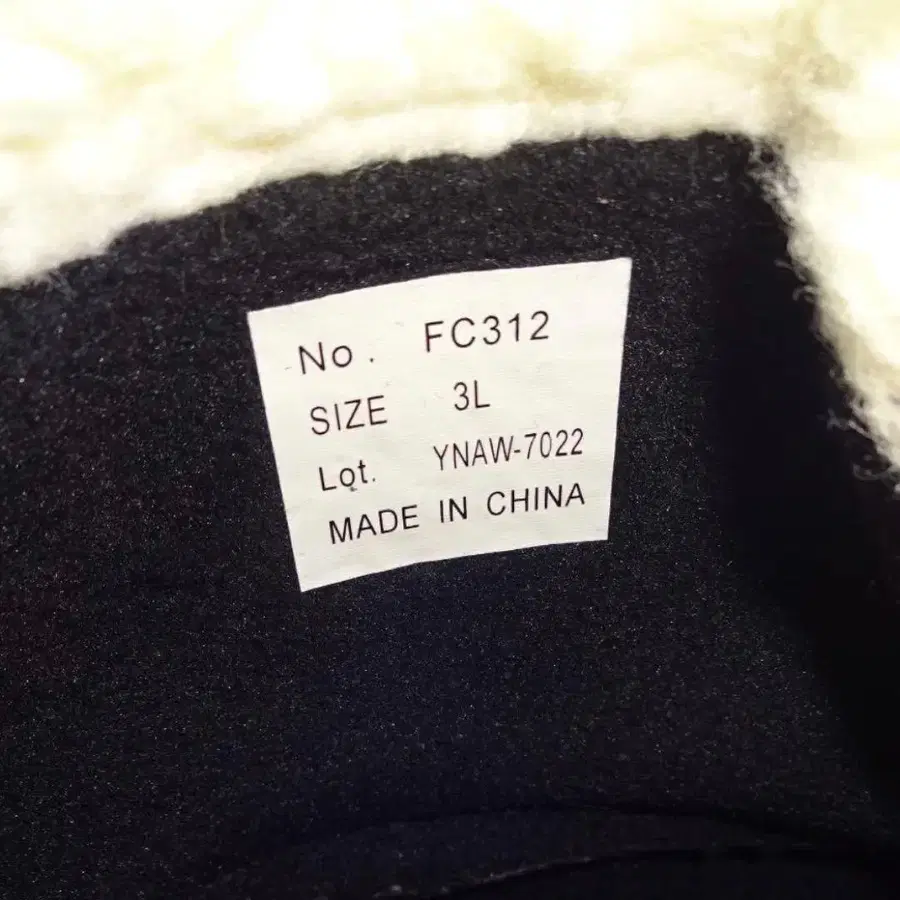 No. FC312
SIZE 3L
Lot. YNAW-7022
MADE IN CHINA